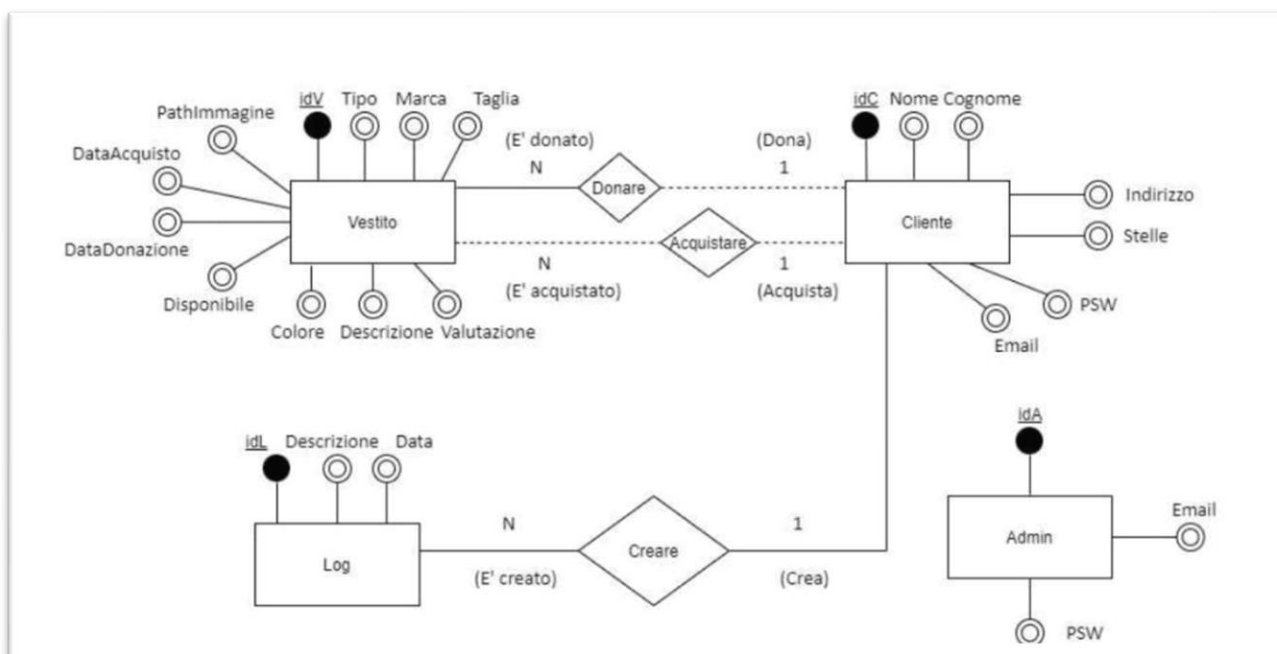 idV Tipo Marca Taglia
PathImmagine
DataAcquisto
DataDonazione
Disponibile
Vestito
Colore Descrizione Valutazione
(E' donato)
N
Donare
(Dona)
1
Acquistare
N
(E' acquistato)
1
(Acquista)
idC Nome Cognome
Cliente
Indirizzo
Stelle
PSW
Email
idL Descrizione Data
Log
N
(E' creato)
Creare
1
(Crea)
idA
Admin
Email
PSW